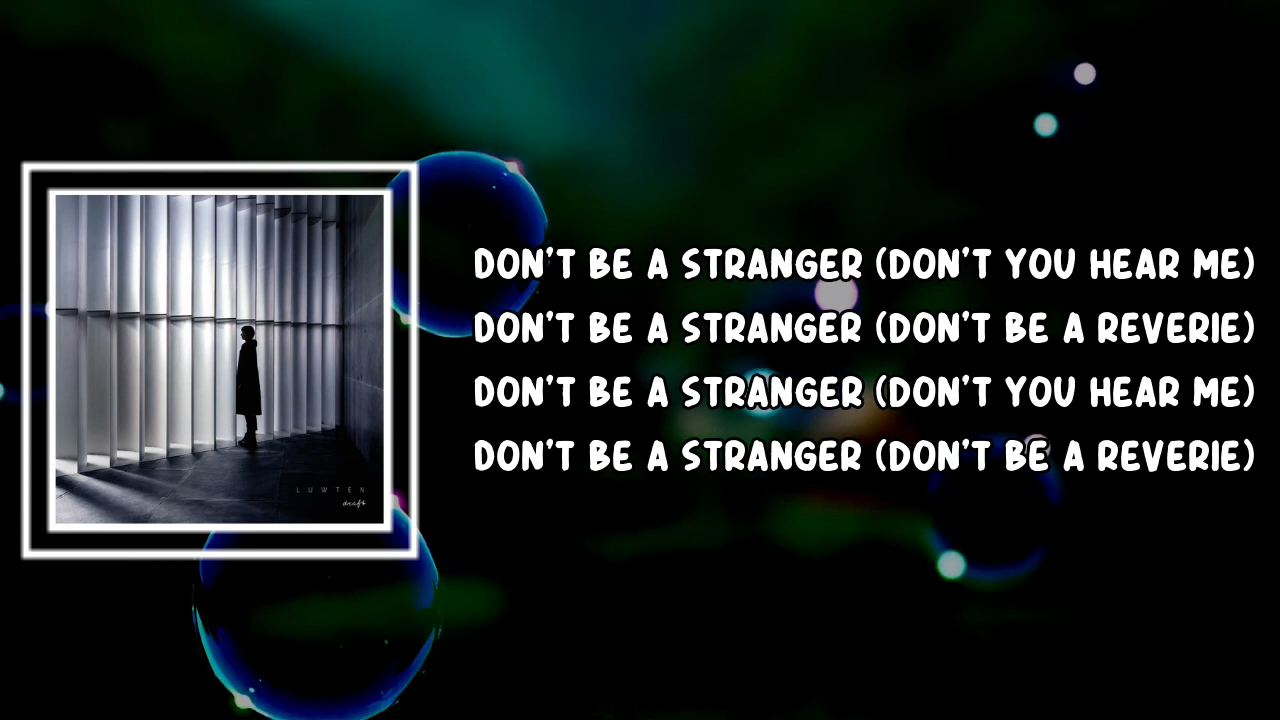 DON'T BE A STRANGER (DON'T YOU HEAR ME)
DON'T BE A STRANGER (DON'T BE A REVERIE)
DON'T BE A STRANGER (DON'T YOU HEAR ME)
DON'T BE A STRANGER (DON'T BE A REVERIE)
LUWTEN
draft